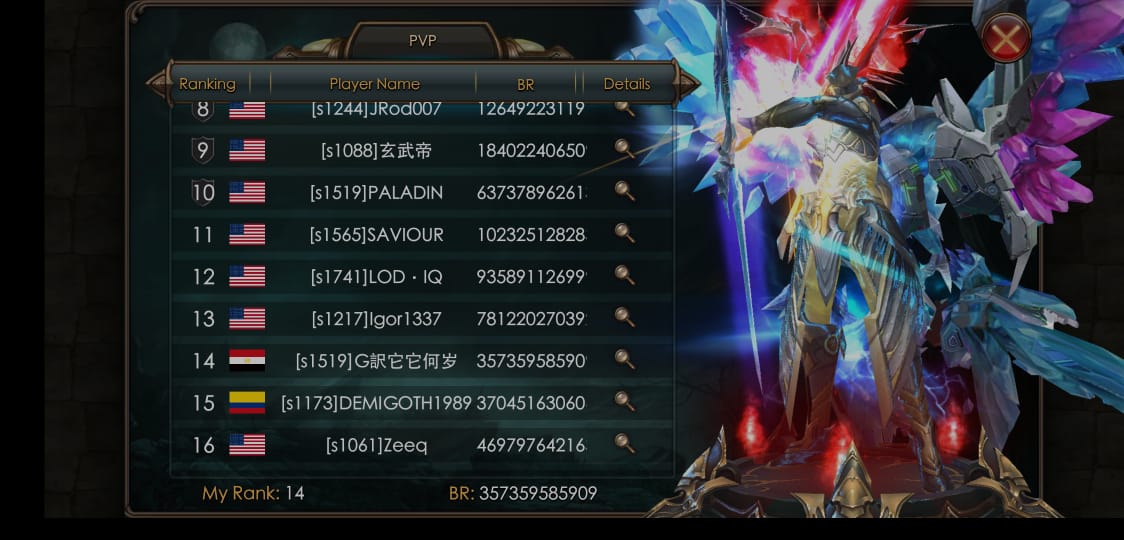 PVP
Ranking Player Name BR Details
8 [s1244]JRod007 12649223119
9 [s1088]玄武帝 18402240650
10 [s1519]PALADIN 63737896261
11 [s1565]SAVIOUR 10232512828
12 [s1741]LOD·IQ 93589112699
13 [s1217]Igor1337 78122027039
14 [s1519]G訳它它何岁 35735958590
15 [s1173]DEMIGOTH1989 37045163060
16 [s1061]Zeeq 46979764216
My Rank: 14 BR: 357359585909